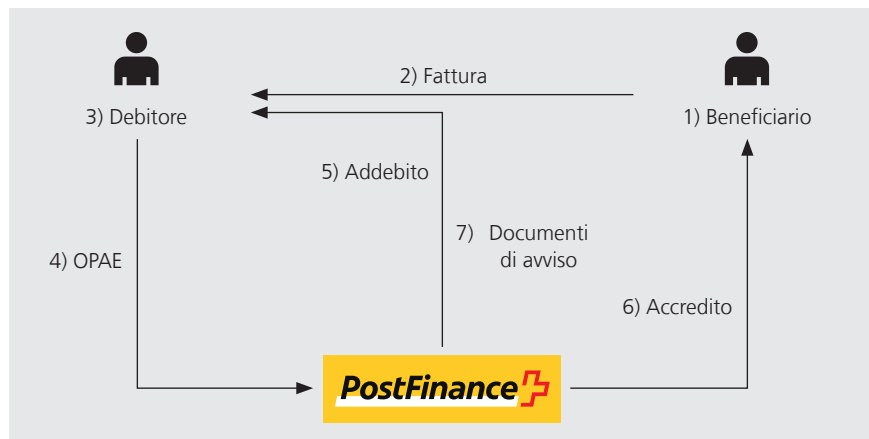 2) Fattura
3) Debitore
1) Beneficiario
5) Addebito
7) Documenti
di avviso
4) OPAE
6) Accredito
PostFinance